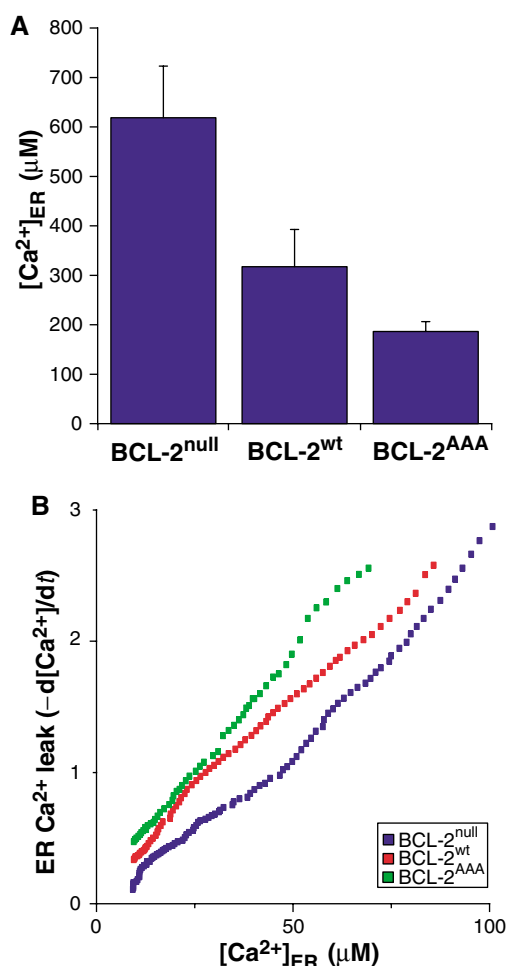 A
800
700
600
500
400
300
200
100
0
[Ca2+]ER (μM)
BCL-2null BCL-2wt BCL-2AAA
B
3
2
1
0
ER Ca2+ leak (−d[Ca2+]/dt)
BCL-2null
BCL-2wt
BCL-2AAA
0 50 100
[Ca2+]ER (μM)